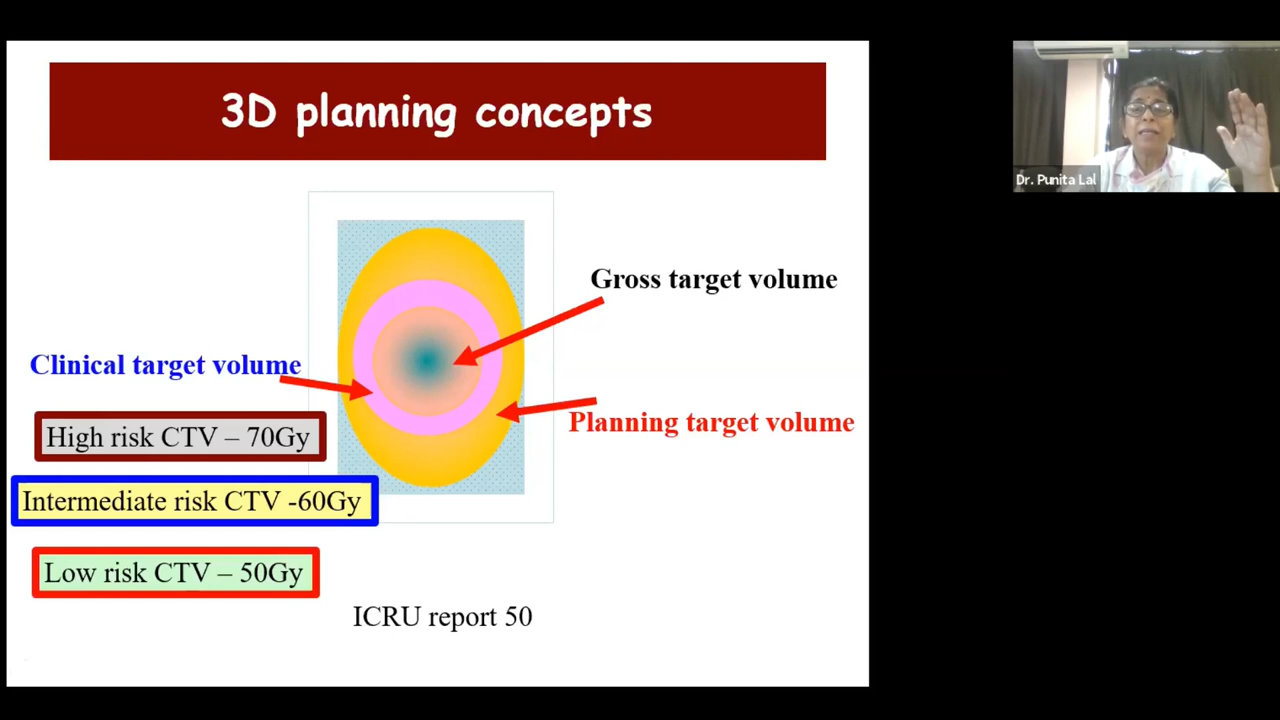 3D planning concepts
Dr. Punita Lal
Gross target volume
Clinical target volume
Planning target volume
High risk CTV – 70Gy
Intermediate risk CTV -60Gy
Low risk CTV – 50Gy
ICRU report 50